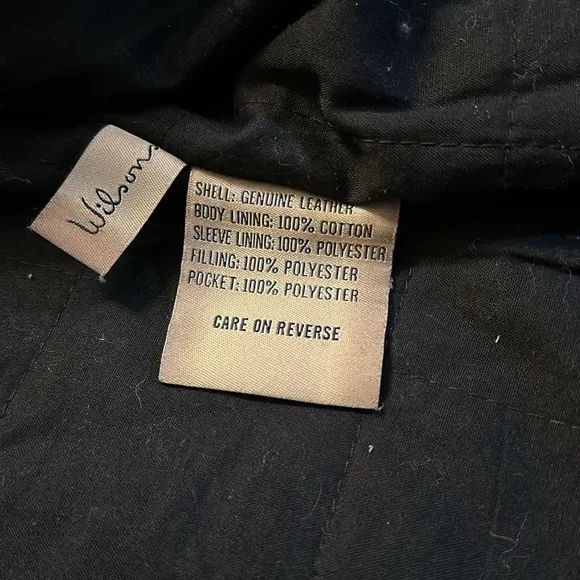 Wilsons
SHELL: GENUINE LEATHER
BODY LINING: 100% COTTON
SLEEVE LINING: 100% POLYESTER
FILLING: 100% POLYESTER
POCKET: 100% POLYESTER
CARE ON REVERSE